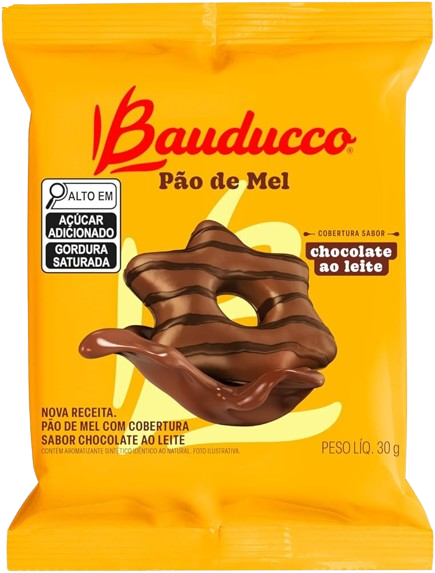 Bauducco®
Pão de Mel
ALTO EM
AÇÚCAR
ADICIONADO
GORDURA
SATURADA
COBERTURA SABOR
chocolate
ao leite
NOVA RECEITA.
PÃO DE MEL COM COBERTURA
SABOR CHOCOLATE AO LEITE
CONTÉM AROMATIZANTE SINTÉTICO IDÊNTICO AO NATURAL. FOTO ILUSTRATIVA.
PESO LÍQ. 30 g